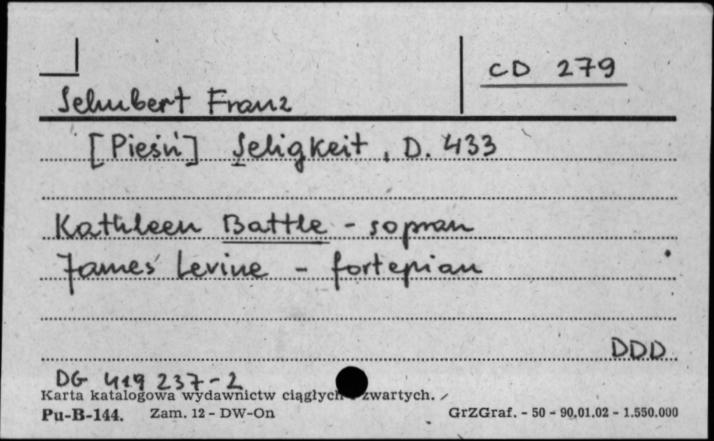 CD 279
Schubert Franz
[Pieśń] Seligkeit, D. 433
Kathleen Battle - sopran
James Levine - fortepian
DDD
DG 419 237-2
Karta katalogowa wydawnictw ciągłych zwartych.
Pu-B-144. Zam. 12 - DW-On GrZGraf. - 50 - 90.01.02 - 1.550.000